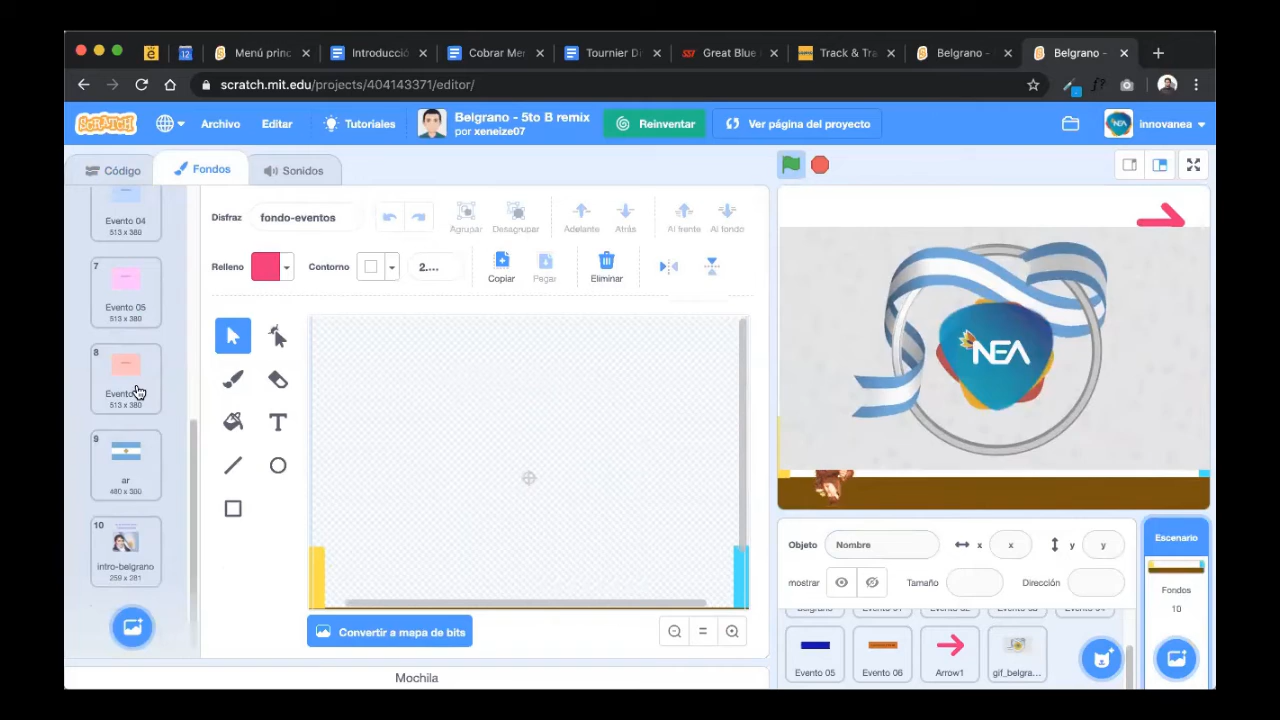 Menú princ
Introducció
Cobrar Mer
Tournier Di
Great Blue
Track & Tra
Belgrano -
Belgrano -
scratch.mit.edu/projects/404143371/editor/
SCRATCH
Archivo
Editar
Tutoriales
Belgrano - 5to B remix
por xeneize07
Reinventar
Ver página del proyecto
innovanea
Código
Fondos
Sonidos
Evento 04
513 x 380
7
Evento 05
513 x 380
8
Evento
513 x 380
9
ar
480 x 300
10
intro-belgrano
259 x 281
Disfraz
fondo-eventos
Agrupar
Desagrupar
Adelante
Atrás
Al frente
Al fondo
Relleno
Contorno
2....
Copiar
Pegar
Eliminar
Convertir a mapa de bits
Mochila
NEA
Objeto
Nombre
x
x
y
y
mostrar
Tamaño
Dirección
Escenario
Fondos
10
Evento 05
Evento 06
Arrow1
gif_belgra...